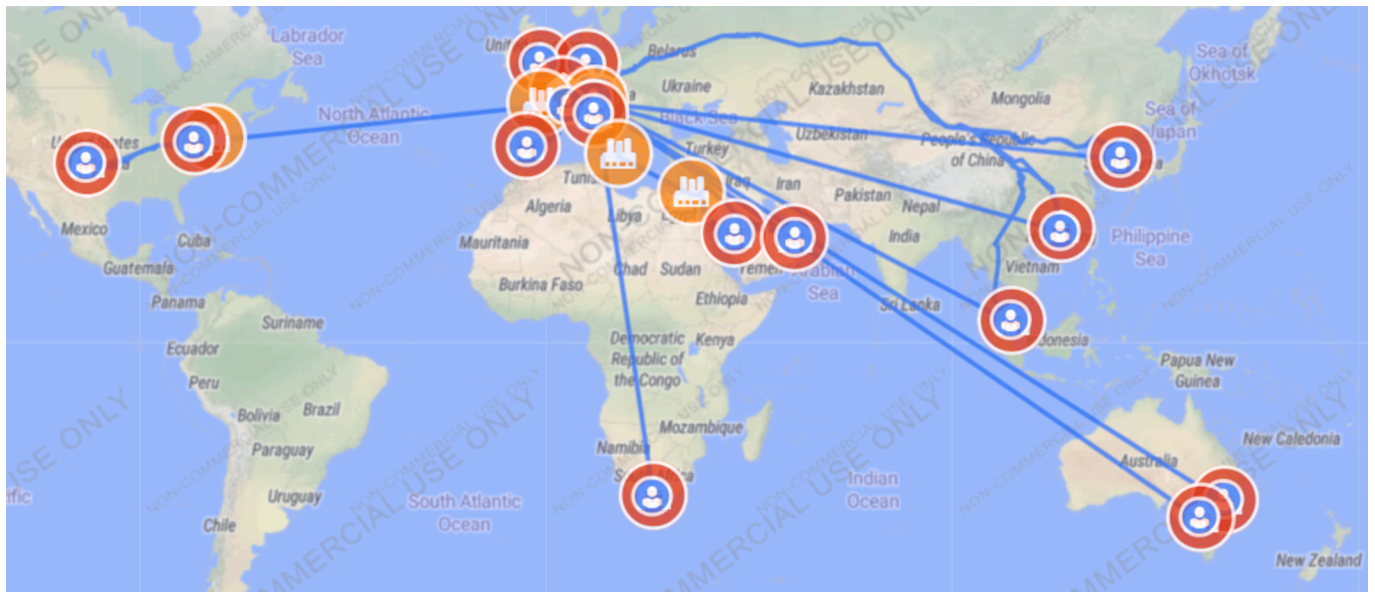 Labrador
Sea
Belarus
Sea of
Okhotsk
Ukraine
Kazakhstan
Mongolia
North Atlantic
Ocean
Black Sea
Sea of
Japan
Uzbekistan
People's Republic
of China
Turkey
Iraq
Iran
Algeria
Libya
Pakistan
Nepal
Mexico
Cuba
Mauritania
India
Philippine
Sea
Guatemala
Chad
Sudan
Yemen
Arabian
Sea
Vietnam
Panama
Burkina Faso
Ethiopia
Sri Lanka
Suriname
Ecuador
Democratic
Republic of
the Congo
Kenya
Papua New
Guinea
Peru
Bolivia
Brazil
Mozambique
New Caledonia
Paraguay
Namibia
Australia
Uruguay
South Atlantic
Ocean
Indian
Ocean
Chile
New Zealand
NON-COMMERCIAL USE ONLY